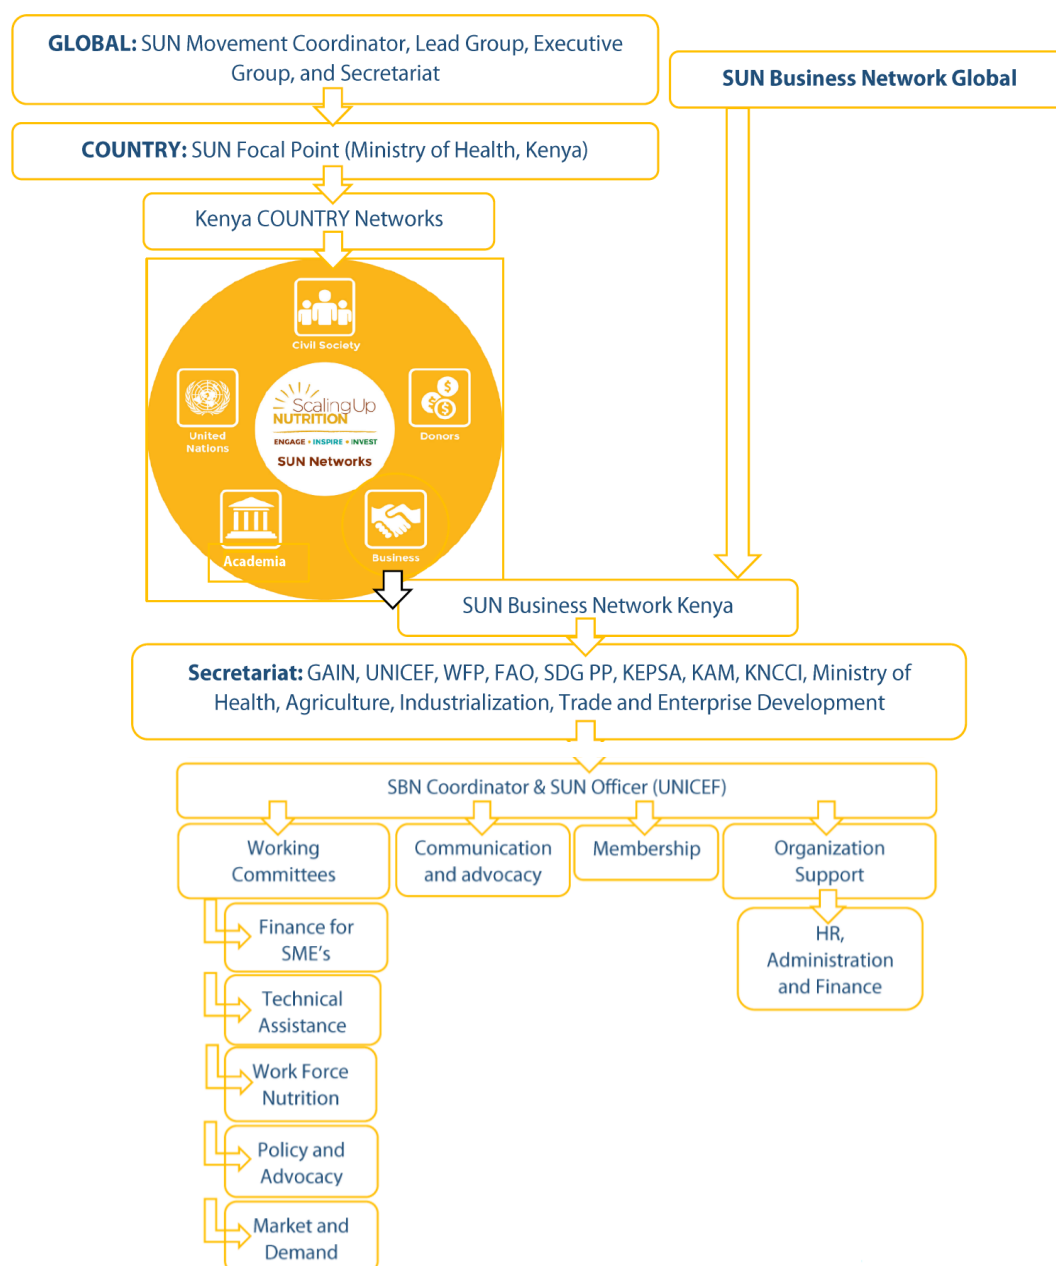 GLOBAL: SUN Movement Coordinator, Lead Group, Executive
Group, and Secretariat
SUN Business Network Global
COUNTRY: SUN Focal Point (Ministry of Health, Kenya)
Kenya COUNTRY Networks
Civil Society
United
Nations
Scaling Up
NUTRITION
ENGAGE • INSPIRE • INVEST
SUN Networks
Donors
Academia
Business
SUN Business Network Kenya
Secretariat: GAIN, UNICEF, WFP, FAO, SDG PP, KEPSA, KAM, KNCCI, Ministry of
Health, Agriculture, Industrialization, Trade and Enterprise Development
SBN Coordinator & SUN Officer (UNICEF)
Working
Committees
Communication
and advocacy
Membership
Organization
Support
Finance for
SME's
HR,
Administration
and Finance
Technical
Assistance
Work Force
Nutrition
Policy and
Advocacy
Market and
Demand